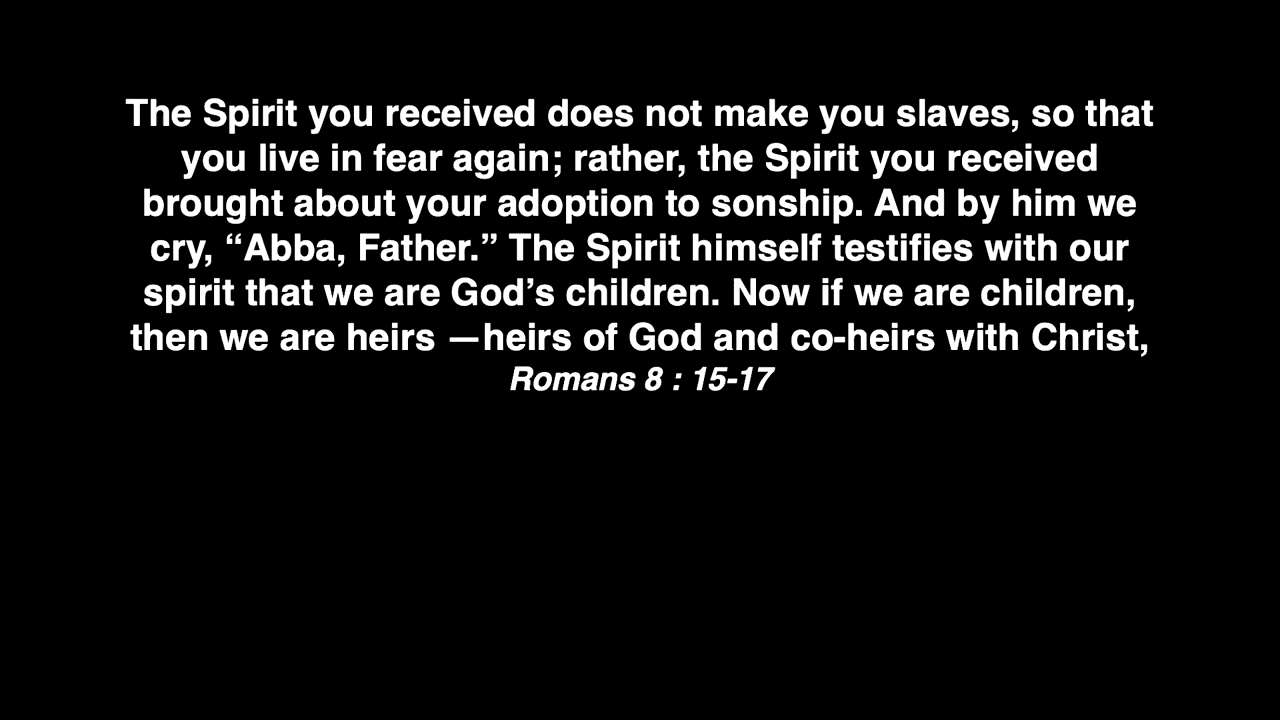 The Spirit you received does not make you slaves, so that
you live in fear again; rather, the Spirit you received
brought about your adoption to sonship. And by him we
cry, “Abba, Father.” The Spirit himself testifies with our
spirit that we are God’s children. Now if we are children,
then we are heirs —heirs of God and co-heirs with Christ,
Romans 8 : 15-17